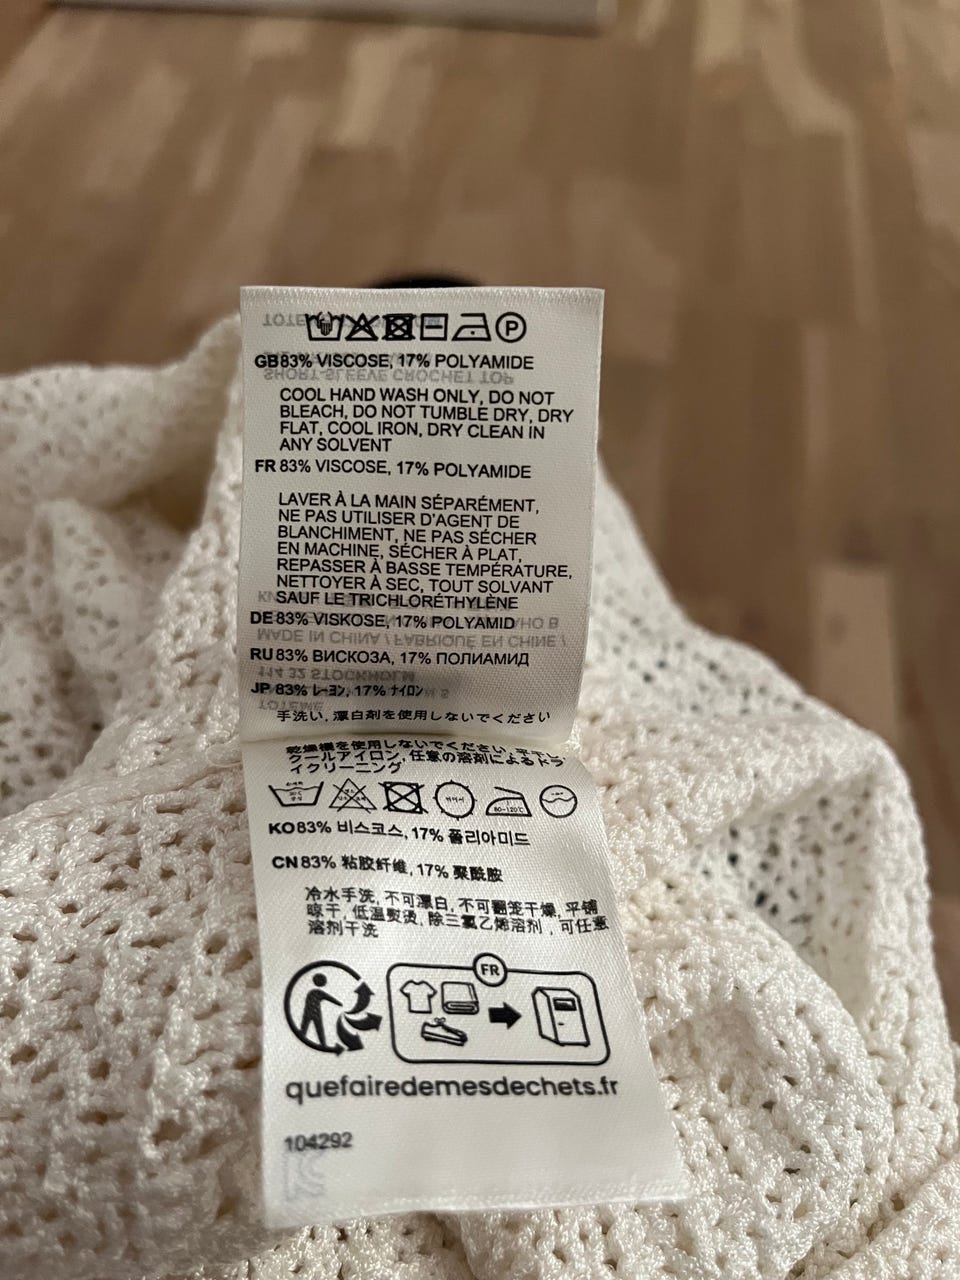 GB 83% VISCOSE, 17% POLYAMIDE
COOL HAND WASH ONLY, DO NOT
BLEACH, DO NOT TUMBLE DRY, DRY
FLAT, COOL IRON, DRY CLEAN IN
ANY SOLVENT
FR 83% VISCOSE, 17% POLYAMIDE
LAVER À LA MAIN SÉPARÉMENT,
NE PAS UTILISER D'AGENT DE
BLANCHIMENT, NE PAS SÉCHER
EN MACHINE, SÉCHER À PLAT,
REPASSER À BASSE TEMPÉRATURE,
NETTOYER À SEC, TOUT SOLVANT
SAUF LE TRICHLORÉTHYLÈNE
DE 83% VISKOSE, 17% POLYAMID
RU 83% ВИСКОЗА, 17% ПОЛИАМИД
JP 83% レーヨン, 17% ナイロン
手洗い, 漂白剤を使用しないでください
乾燥機を使用しないでください, 平干し
クールアイロン, 任意の溶剤によるドラ
イクリーニング
80~120℃
KO 83% 비스코스, 17% 폴리아미드
CN 83% 粘胶纤维, 17% 聚酰胺
冷水手洗, 不可漂白, 不可翻笼干燥, 平铺
晾干, 低温熨烫, 除三氯乙烯溶剂, 可任意
溶剂干洗
FR
quefairedemesdechets.fr
104292